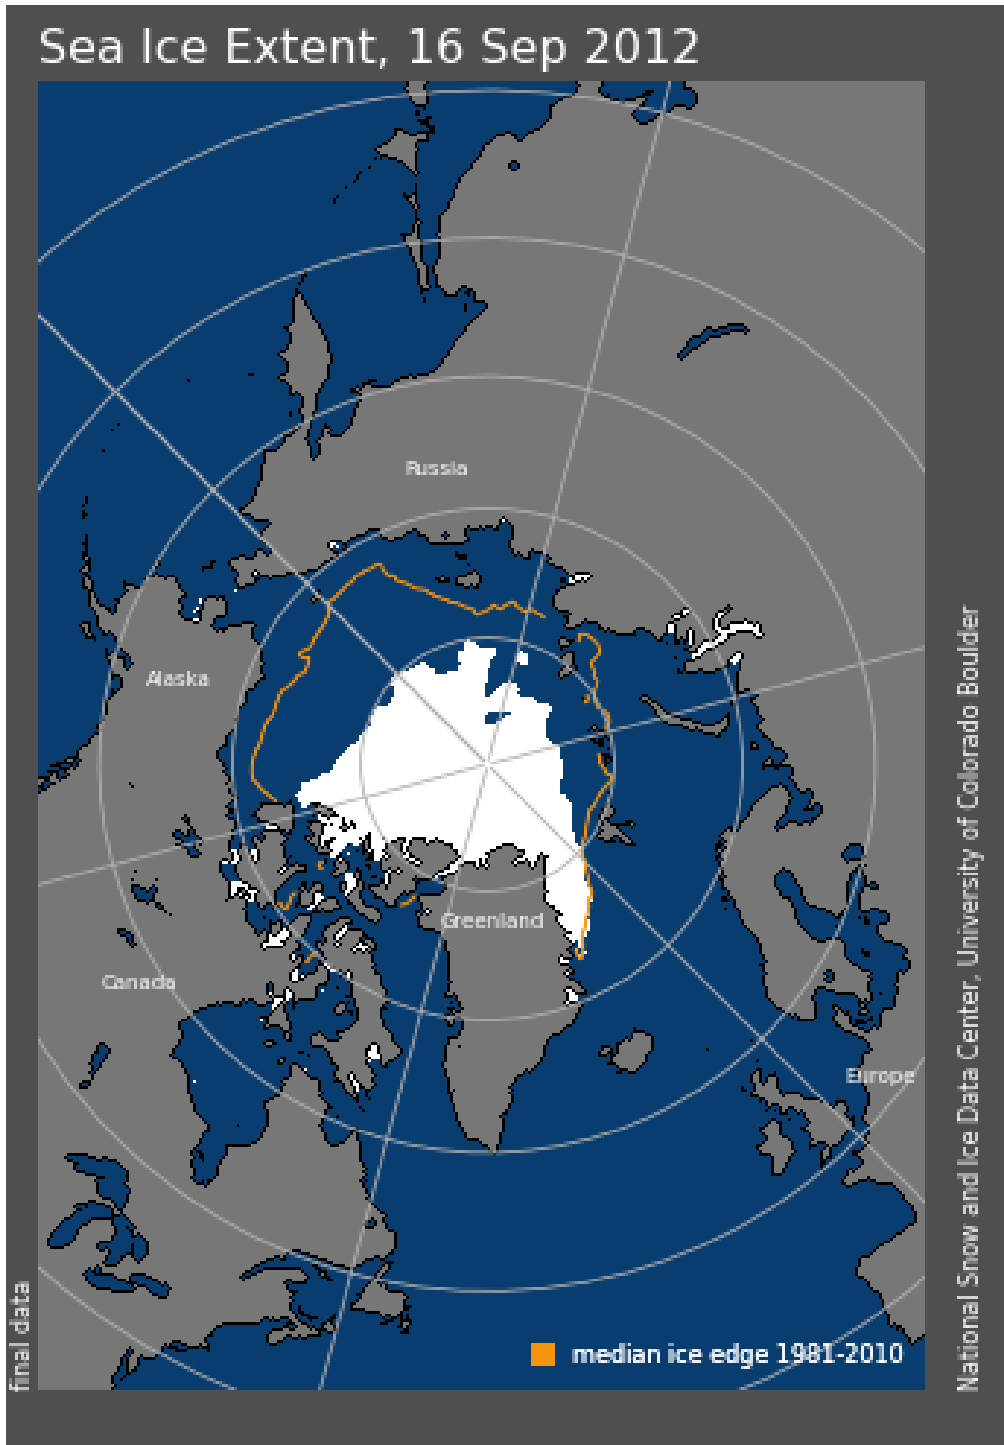 Sea Ice Extent, 16 Sep 2012
Russia
Alaska
Greenland
Canada
Europe
median ice edge 1981-2010
final data
National Snow and Ice Data Center, University of Colorado Boulder